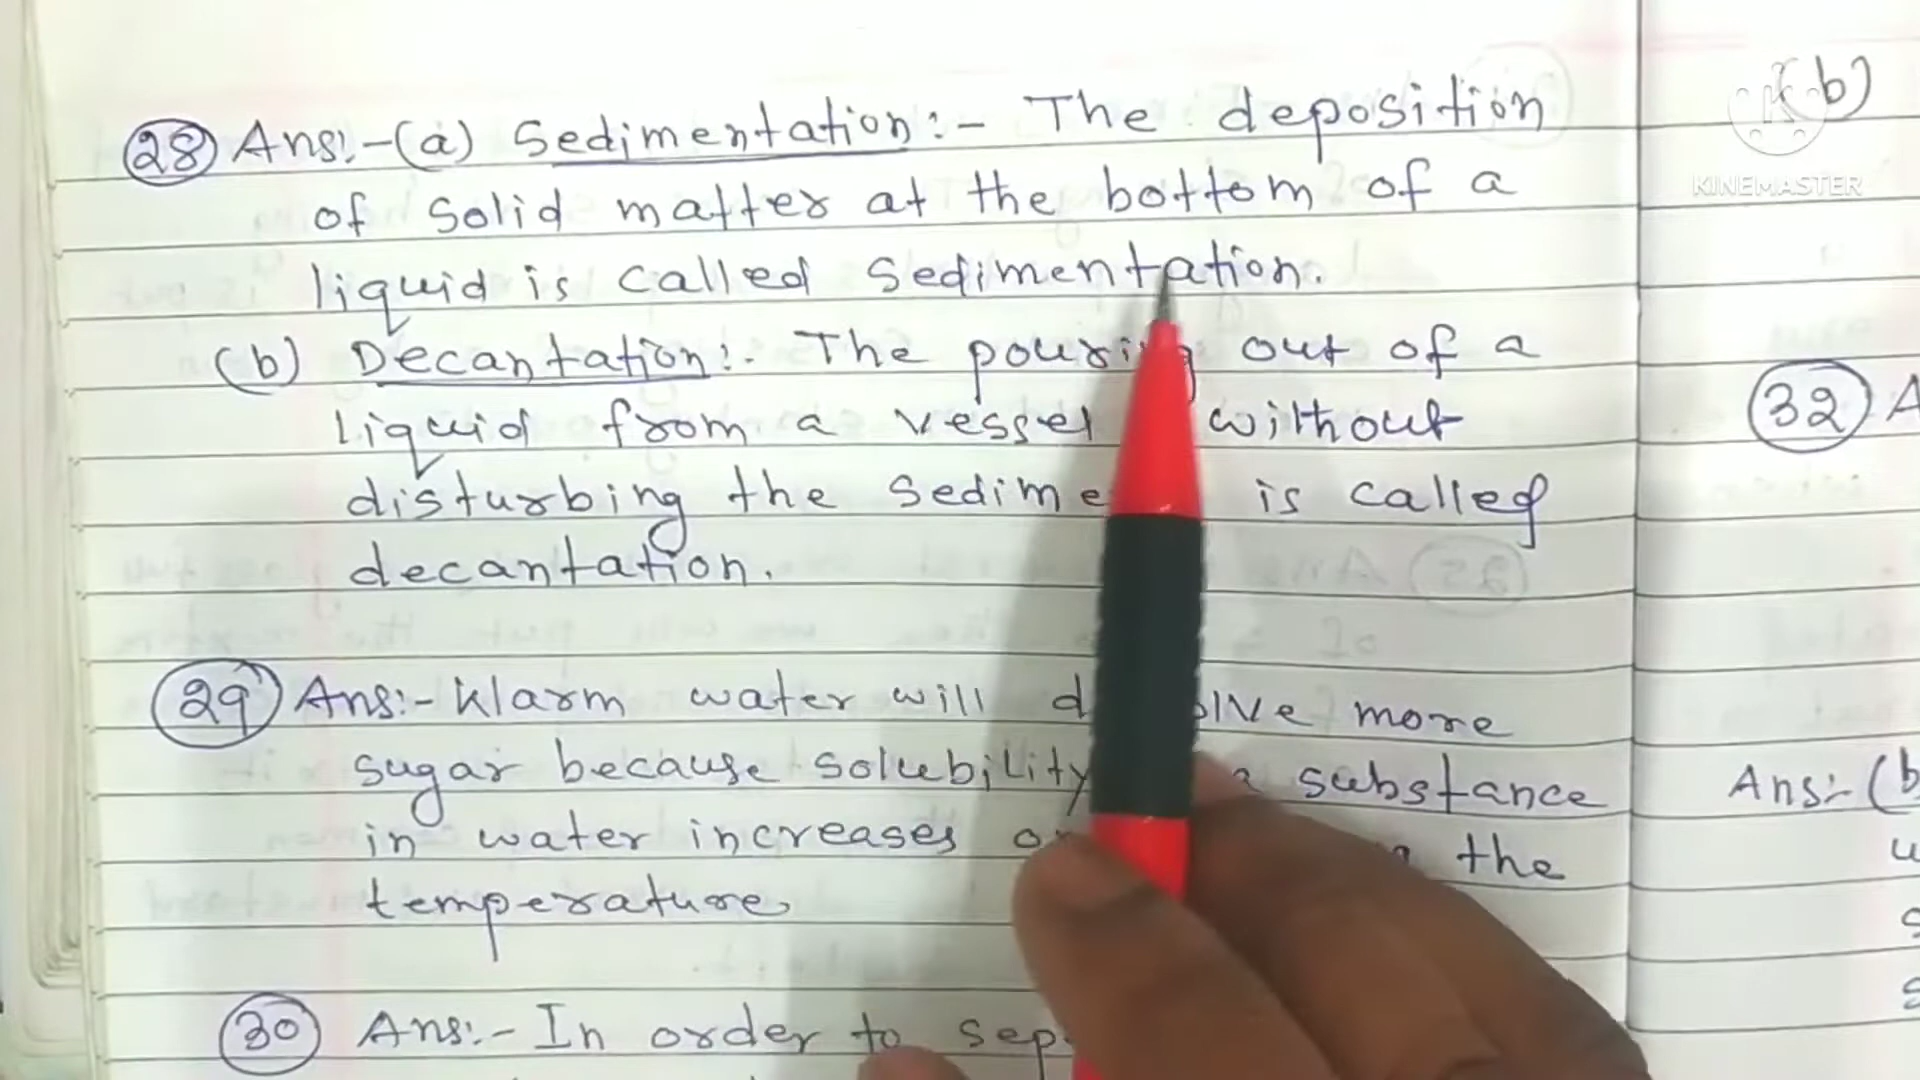 (28) Ans:-(a) Sedimentation:- The deposition
of solid matter at the bottom of a
liquid is called sedimentation.
(b) Decantation:- The pouring out of a
liquid from a vessel without
disturbing the sedime is called
decantation.
(29) Ans:- Warm water will more
sugar because solubility substance
in water increases the
temperature
(30) Ans:- In order to
(b)
KINEMASTER
(32) A
Ans:- (b